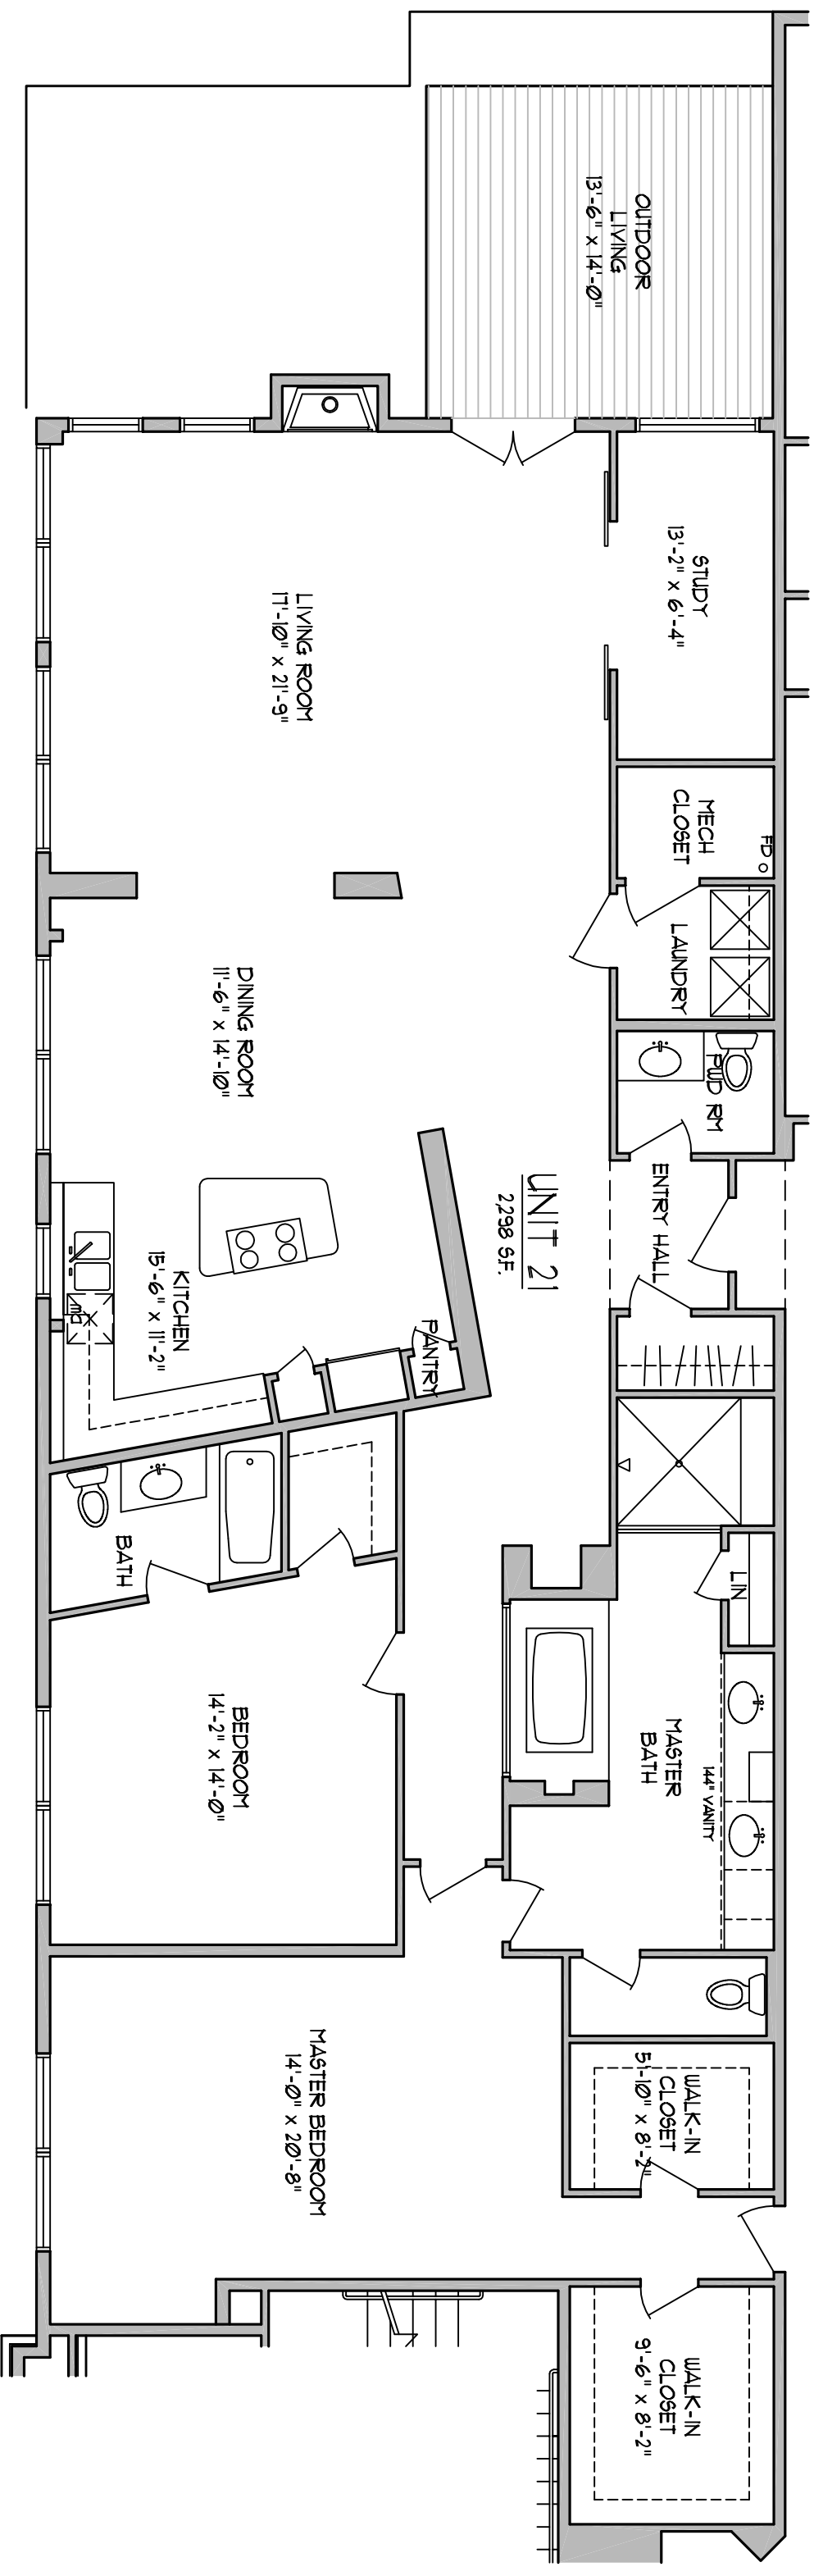 OUTDOOR
LIVING
13'-6" x 14'-0"
STUDY
13'-2" x 6'-4"
LIVING ROOM
17'-10" x 21'-9"
MECH
CLOSET
FD
LAUNDRY
DINING ROOM
11'-6" x 14'-10"
PWD RM
ENTRY HALL
UNIT 21
2,298 S.F.
KITCHEN
15'-6" x 11'-2"
PANTRY
BATH
LIN
BEDROOM
14'-2" x 14'-0"
MASTER
BATH
144" VANITY
MASTER BEDROOM
14'-0" x 20'-8"
WALK-IN
CLOSET
5'-10" x 8'-2"
WALK-IN
CLOSET
9'-6" x 8'-2"